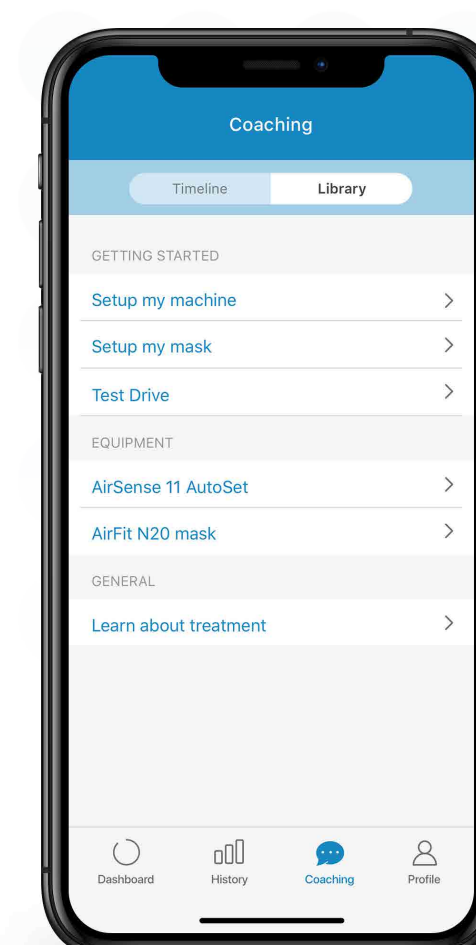 Coaching
Timeline Library
GETTING STARTED
Setup my machine
Setup my mask
Test Drive
EQUIPMENT
AirSense 11 AutoSet
AirFit N20 mask
GENERAL
Learn about treatment
Dashboard History Coaching Profile